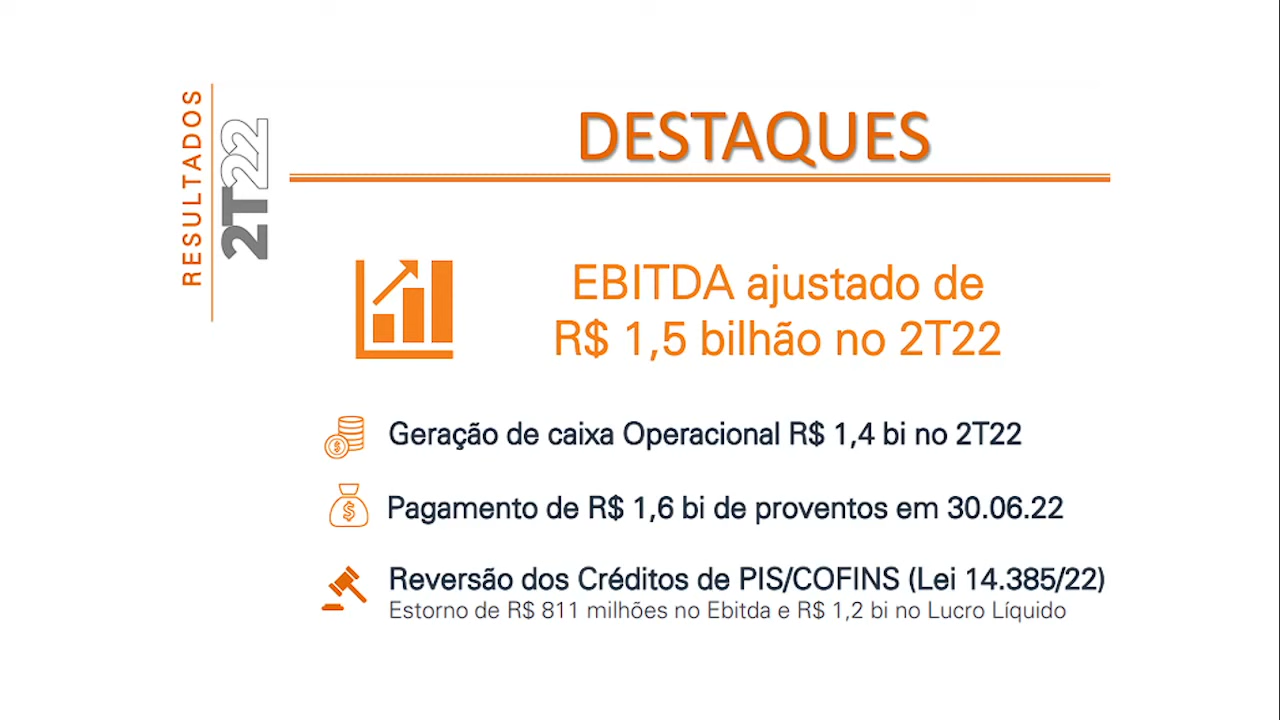 RESULTADOS
2T22
DESTAQUES
EBITDA ajustado de
R$ 1,5 bilhão no 2T22
Geração de caixa Operacional R$ 1,4 bi no 2T22
Pagamento de R$ 1,6 bi de proventos em 30.06.22
Reversão dos Créditos de PIS/COFINS (Lei 14.385/22)
Estorno de R$ 811 milhões no Ebitda e R$ 1,2 bi no Lucro Líquido